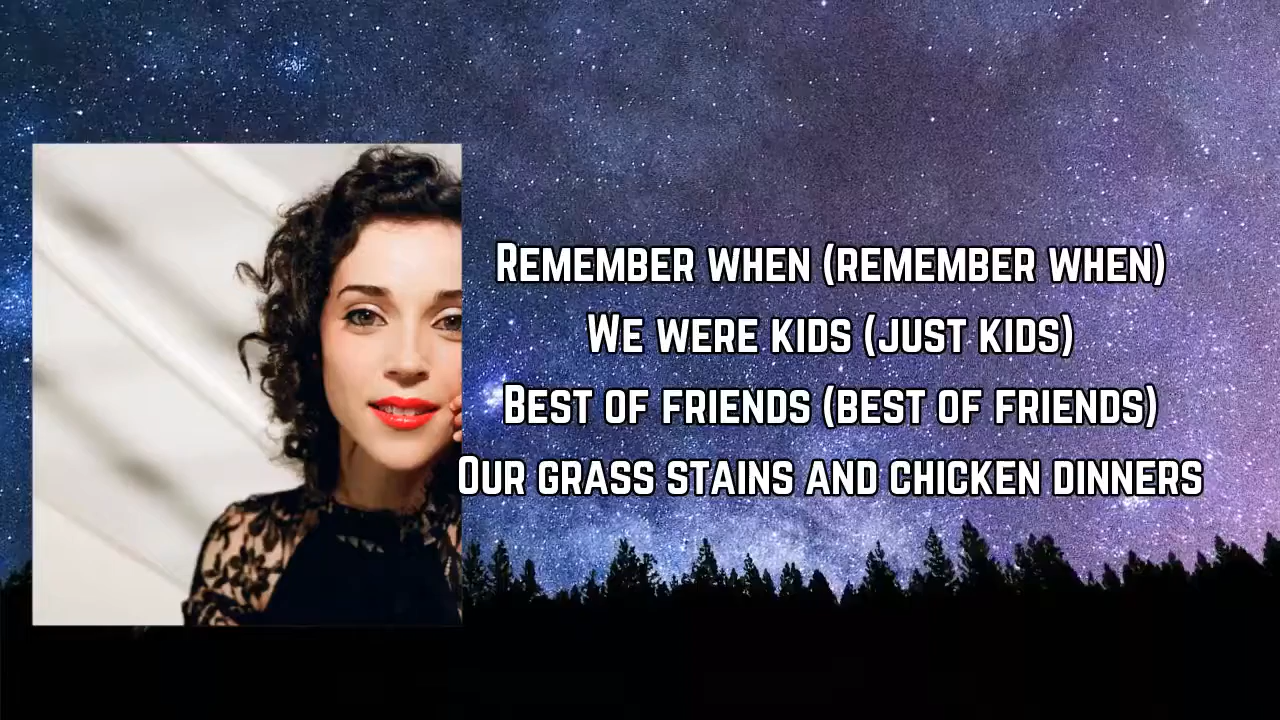 Remember when (remember when)
We were kids (just kids)
Best of friends (best of friends)
Our grass stains and chicken dinners